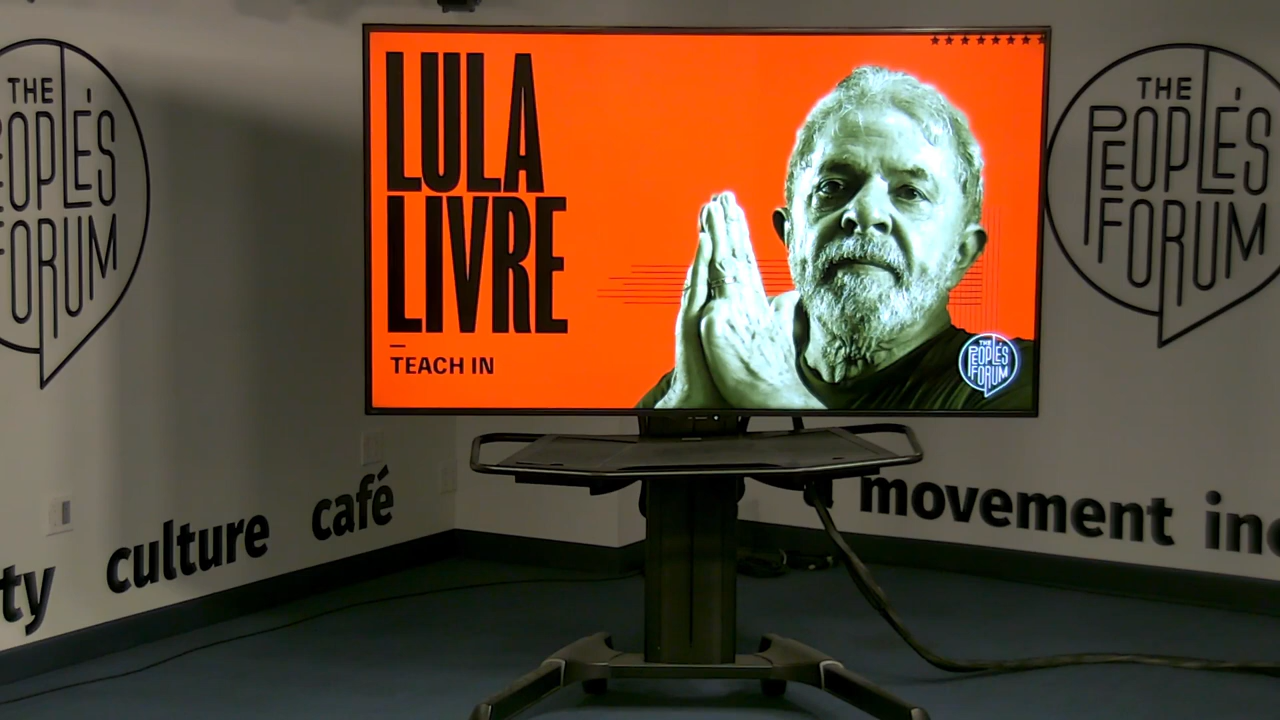 THE
PEOPLE'S
FORUM
LULA
LIVRE
TEACH IN
THE
PEOPLE'S
FORUM
THE
PEOPLE'S
FORUM
ty culture café
movement